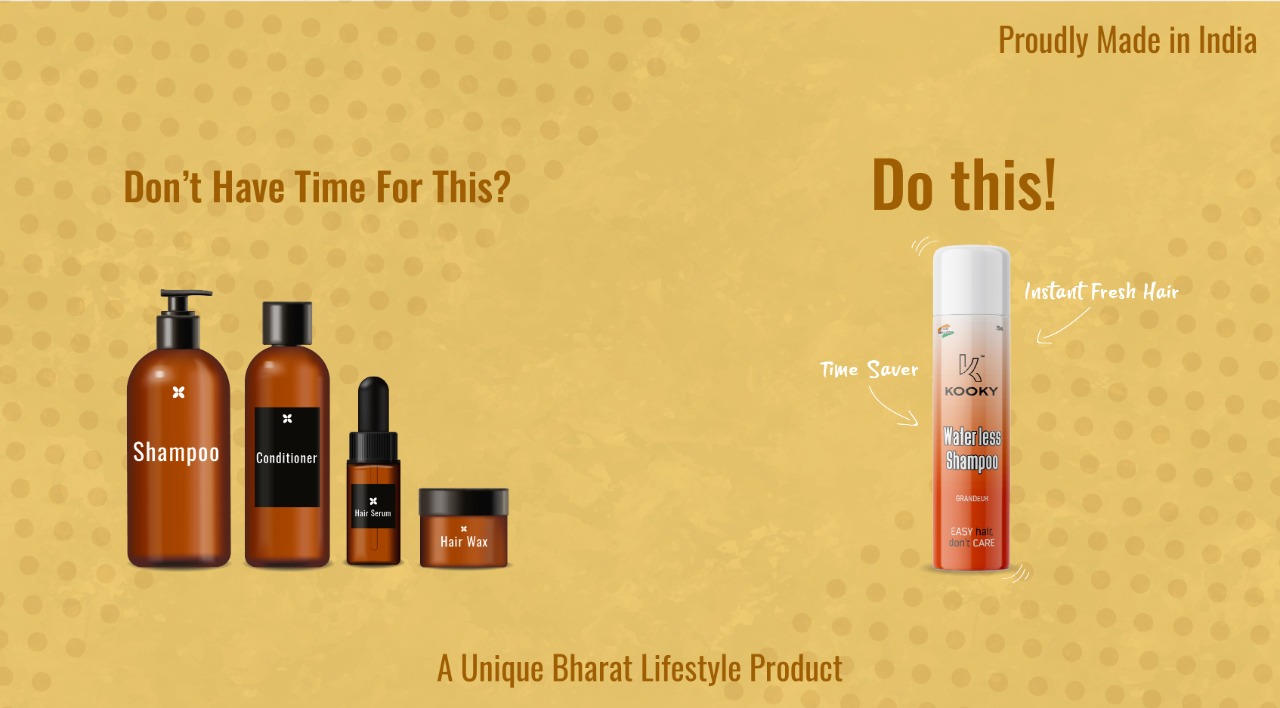 Proudly Made in India
Don't Have Time For This?
Do this!
Instant Fresh Hair
Time Saver
Shampoo
Conditioner
Hair Serum
Hair Wax
KOOKY
Waterless
Shampoo
GRANDEUR
EASY hair
don't CARE
A Unique Bharat Lifestyle Product